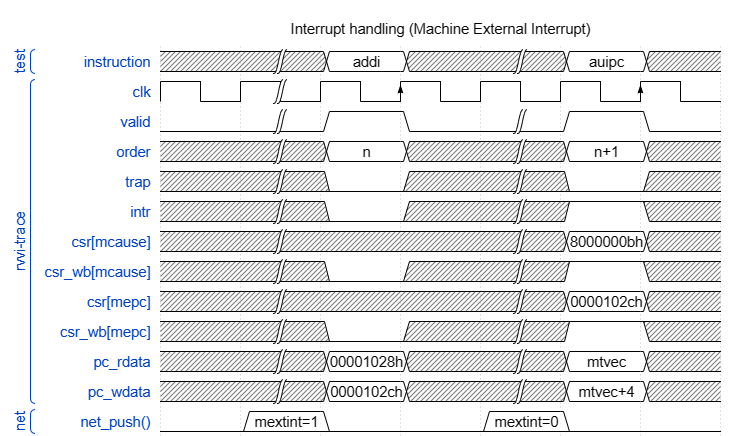 Interrupt handling (Machine External Interrupt)
test
instruction addi auipc
rvvi-trace
clk
valid
order n n+1
trap
intr
csr[mcause] 8000000bh
csr_wb[mcause]
csr[mepc] 0000102ch
csr_wb[mepc]
pc_rdata 00001028h mtvec
pc_wdata 0000102ch mtvec+4
net
net_push() mextint=1 mextint=0